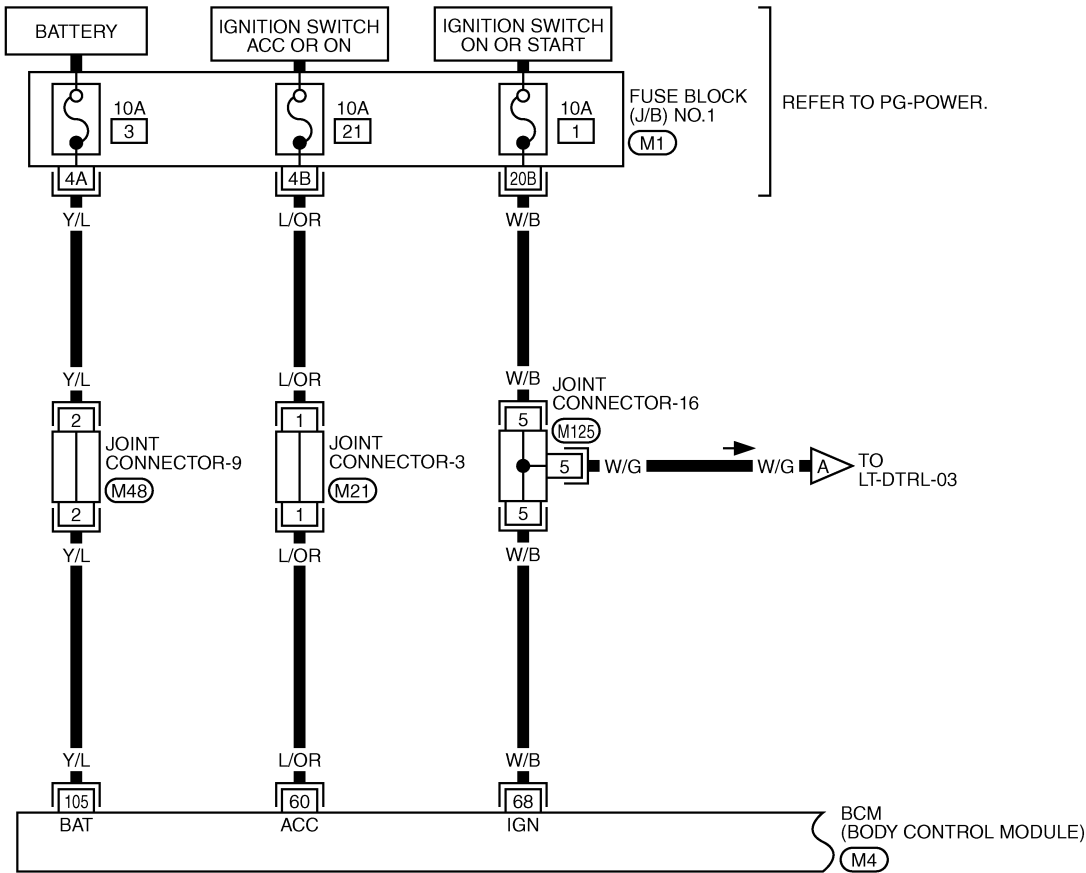 BATTERY
IGNITION SWITCH
ACC OR ON
IGNITION SWITCH
ON OR START
10A
3
10A
21
10A
1
FUSE BLOCK
(J/B) NO.1
M1
REFER TO PG-POWER.
4A
4B
20B
Y/L
L/OR
W/B
Y/L
L/OR
W/B
2
1
5
JOINT
CONNECTOR-9
M48
JOINT
CONNECTOR-3
M21
JOINT
CONNECTOR-16
M125
5
W/G
W/G
A
TO
LT-DTRL-03
2
1
5
Y/L
L/OR
W/B
Y/L
L/OR
W/B
105
60
68
BAT
ACC
IGN
BCM
(BODY CONTROL MODULE)
M4